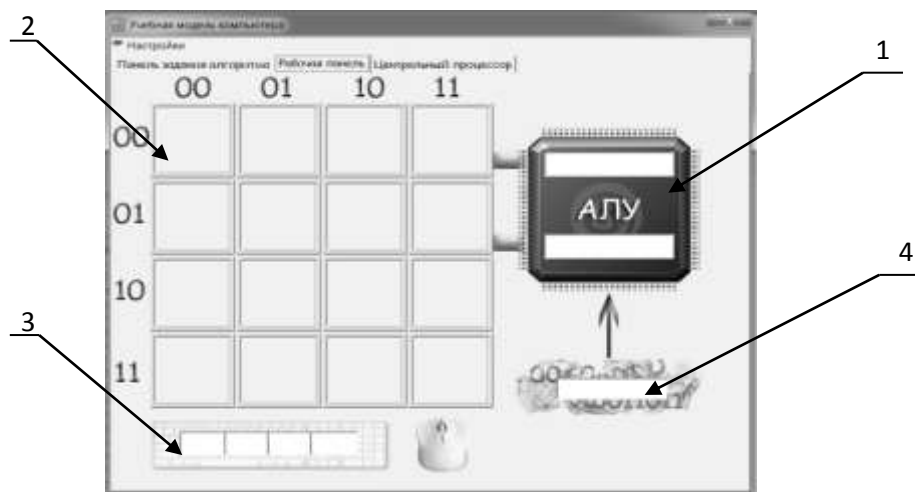 2
Учебная модель компьютера
Настройки
1
Панель задания алгоритма Рабочая панель Центральный процессор
00 01 10 11
00
01
АЛУ
4
10
3
11